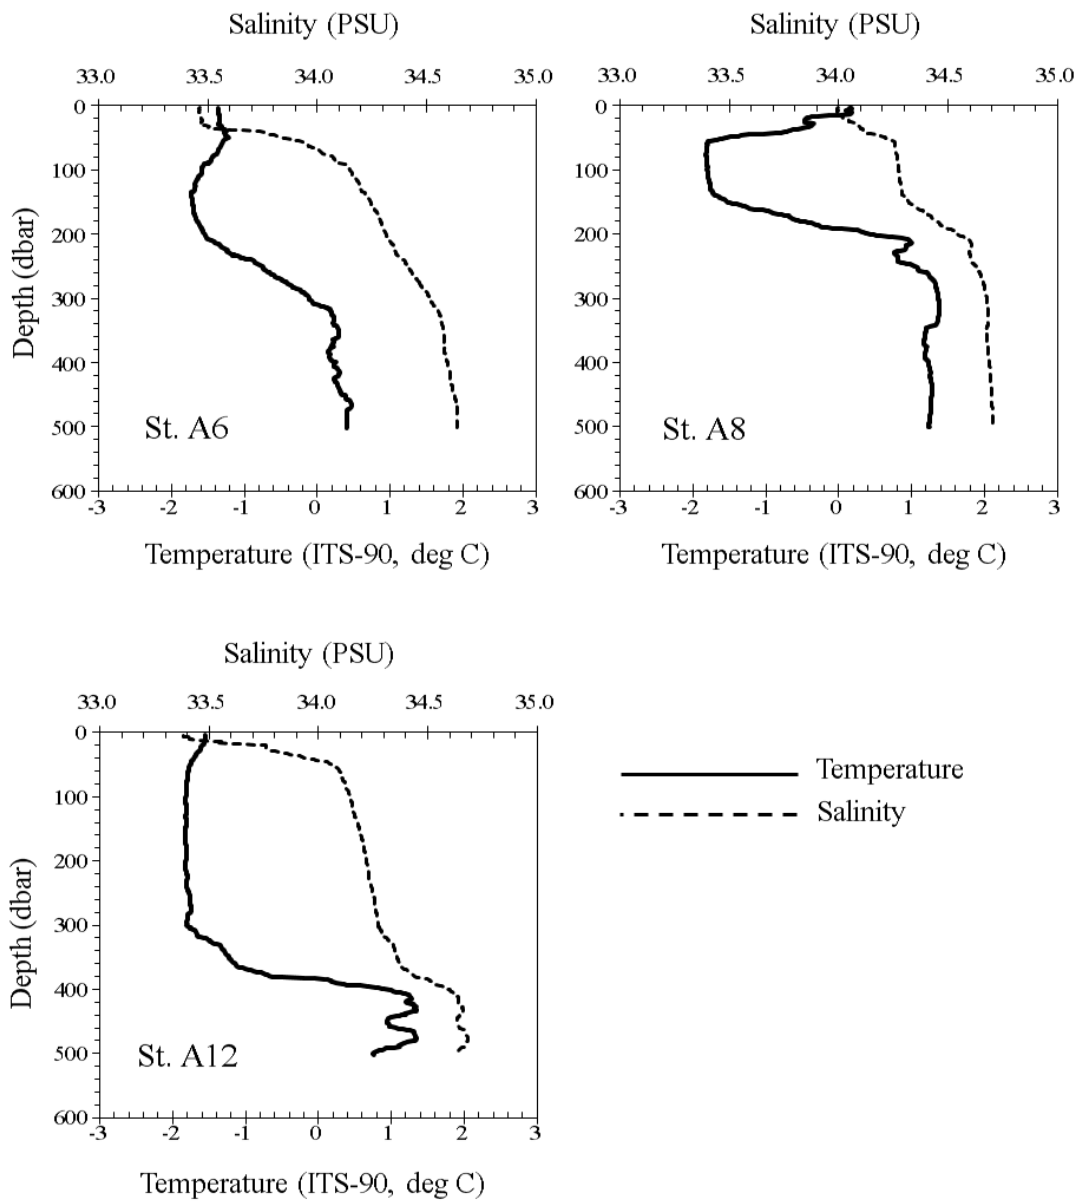 Salinity (PSU)
33.0 33.5 34.0 34.5 35.0
0
100
200
300
400
500
600
Depth (dbar)
St. A6
-3 -2 -1 0 1 2 3
Temperature (ITS-90, deg C)
Salinity (PSU)
33.0 33.5 34.0 34.5 35.0
0
100
200
300
400
500
600
St. A8
-3 -2 -1 0 1 2 3
Temperature (ITS-90, deg C)
Salinity (PSU)
33.0 33.5 34.0 34.5 35.0
0
100
200
300
400
500
600
Depth (dbar)
St. A12
-3 -2 -1 0 1 2 3
Temperature (ITS-90, deg C)
Temperature
Salinity